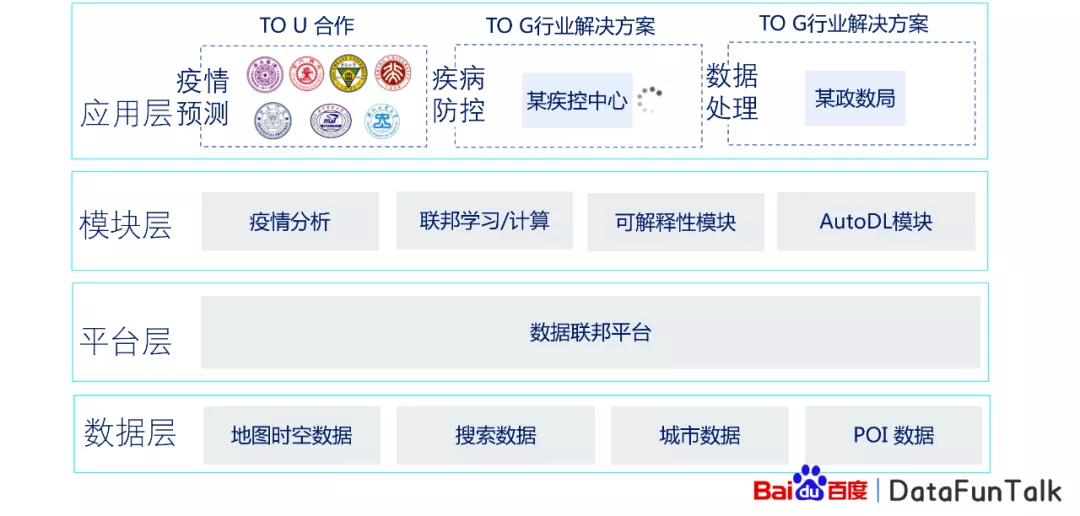 TO U 合作
TO G行业解决方案
TO G行业解决方案
应用层
疫情
预测
疾病
防控
某疾控中心
数据
处理
某政数局
模块层
疫情分析
联邦学习/计算
可解释性模块
AutoDL模块
平台层
数据联邦平台
数据层
地图时空数据
搜索数据
城市数据
POI 数据
Bai du 百度 | DataFunTalk